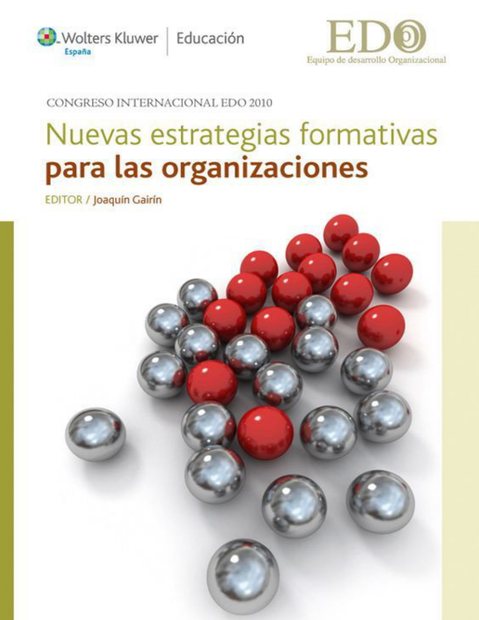 Wolters Kluwer
España
Educación
EDO
Equipo de desarrollo Organizacional
CONGRESO INTERNACIONAL EDO 2010
Nuevas estrategias formativas
para las organizaciones
EDITOR / Joaquín Gairín